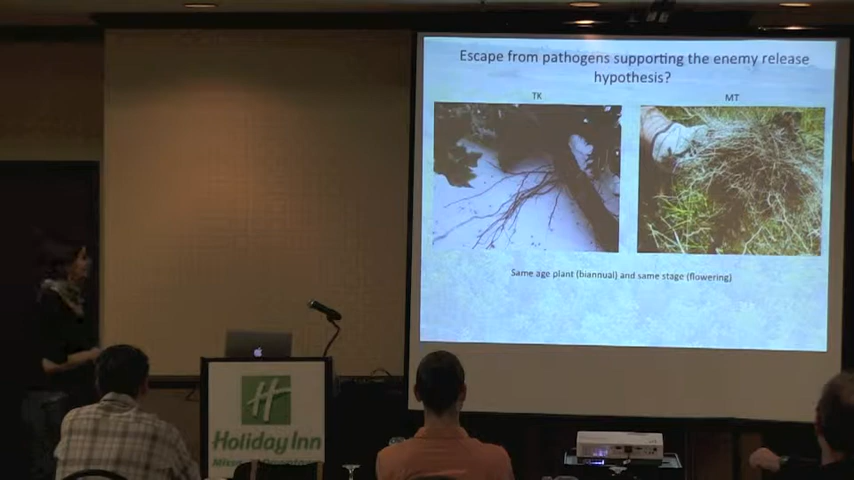 Escape from pathogens supporting the enemy release
hypothesis?
TK
MT
Same age plant (biannual) and same stage (flowering)
H
Holiday Inn